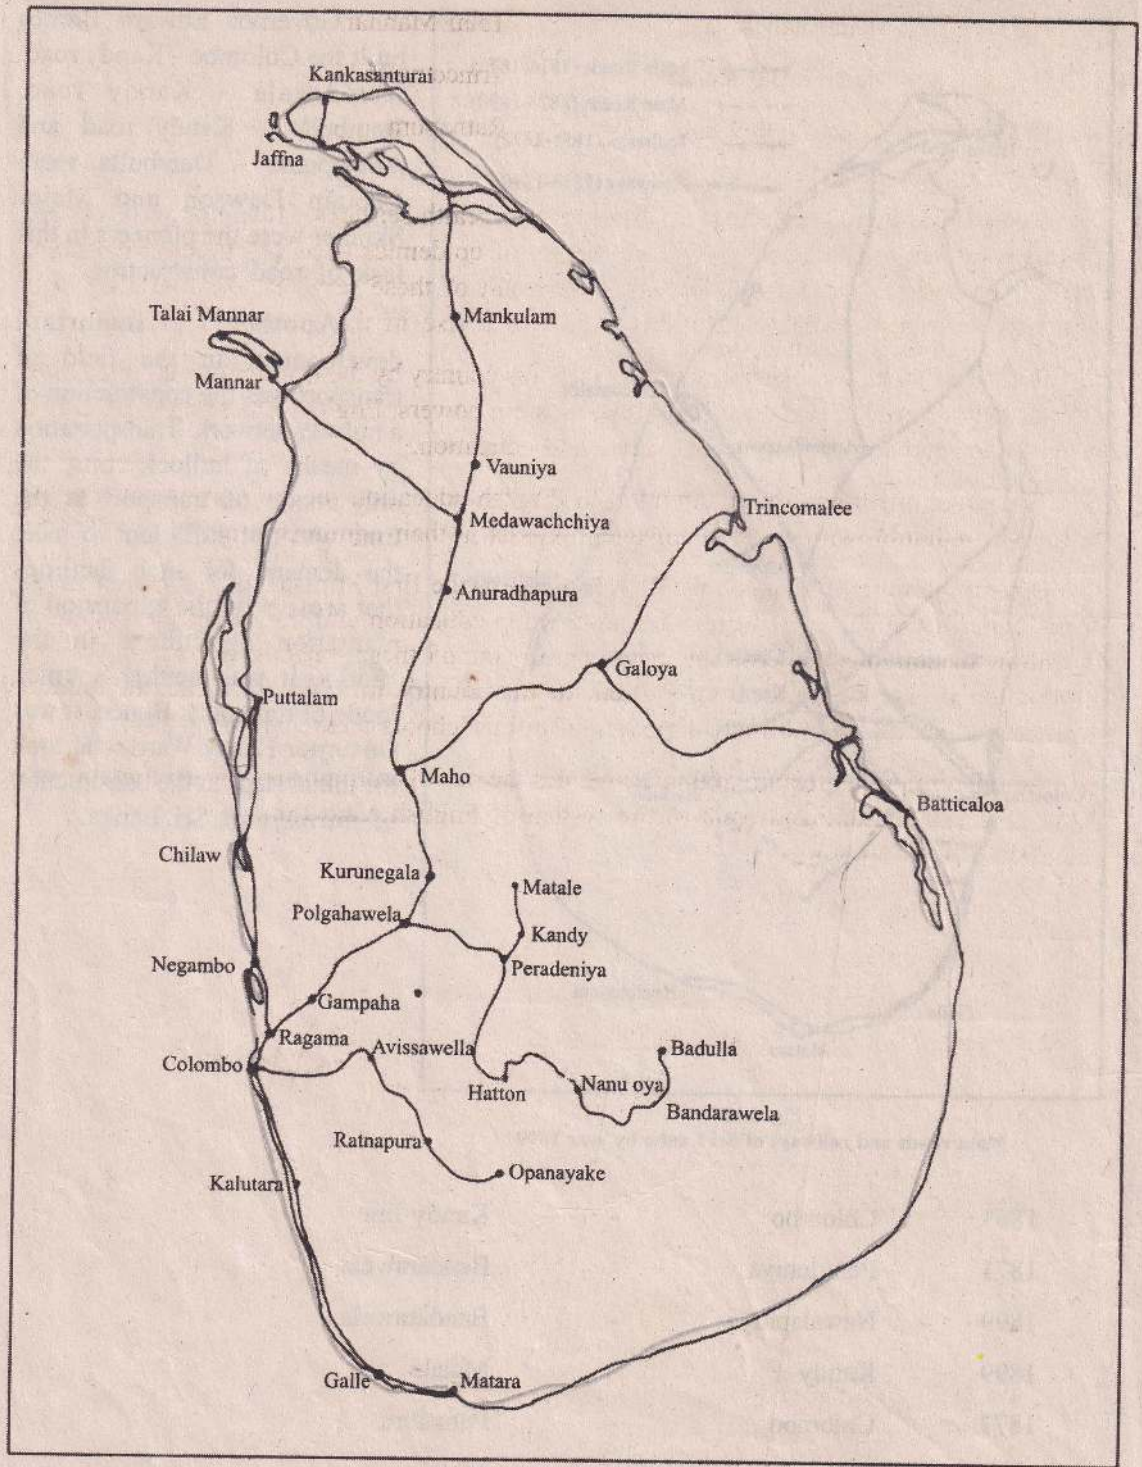 Kankasanturai
Jaffna
Talai Mannar
Mankulam
Mannar
Vauniya
Trincomalee
Medawachchiya
Anuradhapura
Galoya
Puttalam
Maho
Batticaloa
Chilaw
Kurunegala
Matale
Polgahawela
Kandy
Negambo
Peradeniya
Gampaha
Ragama
Avissawella
Badulla
Colombo
Nanu oya
Hatton
Bandarawela
Ratnapura
Opanayake
Kalutara
Galle
Matara